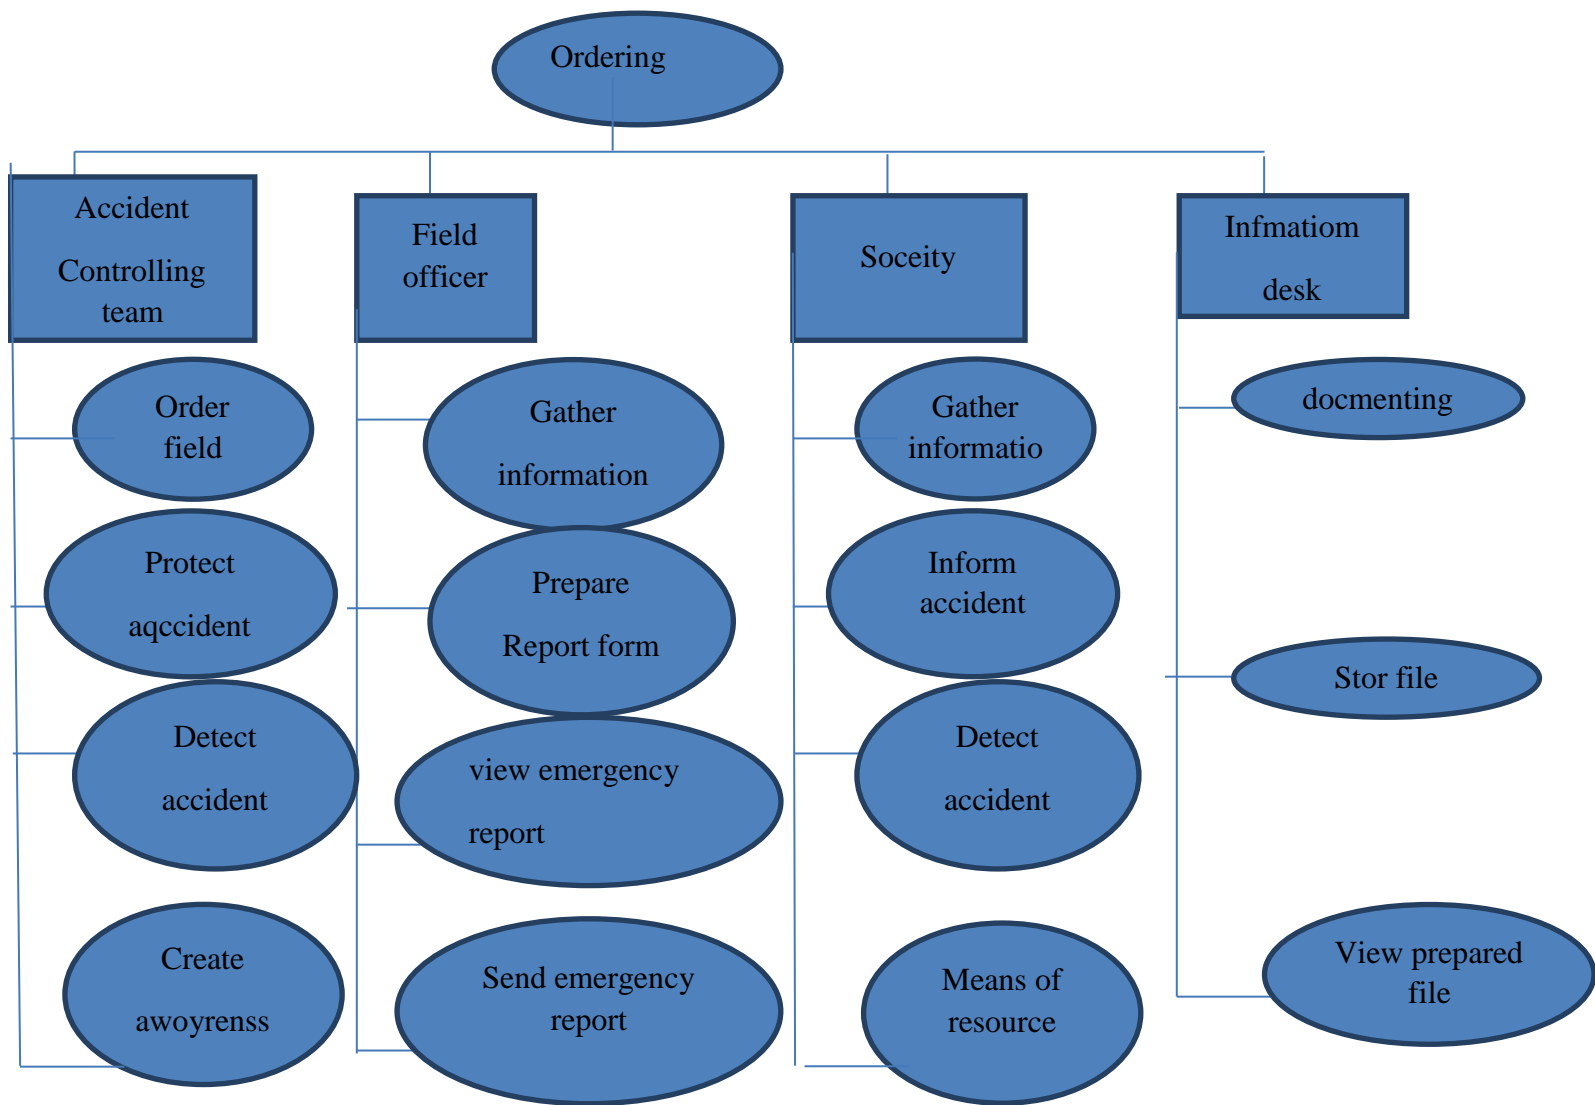 Ordering
Accident
Controlling
team
Field
officer
Soceity
Infmatiom
desk
Order
field
Gather
information
Gather
informatio
docmenting
Protect
aqccident
Prepare
Report form
Inform
accident
Stor file
Detect
accident
view emergency
report
Detect
accident
Create
awoyrenss
Send emergency
report
Means of
resource
View prepared
file